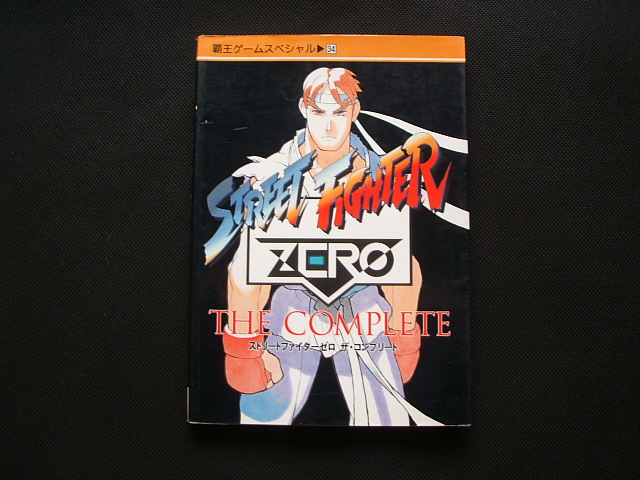 覇王ゲームスペシャル▶34
STREET FIGHTER
ZERO
THE COMPLETE
ストリートファイターゼロ ザ・コンプリート